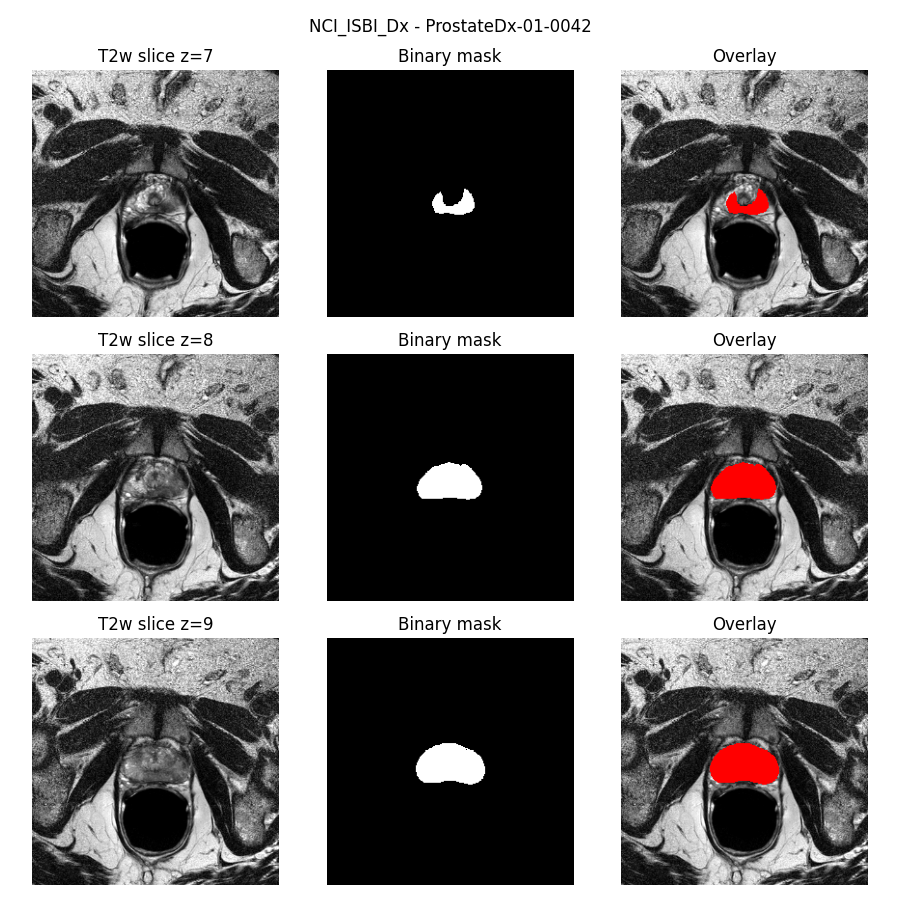 NCI_ISBI_Dx - ProstateDx-01-0042
T2w slice z=7 Binary mask Overlay
T2w slice z=8 Binary mask Overlay
T2w slice z=9 Binary mask Overlay